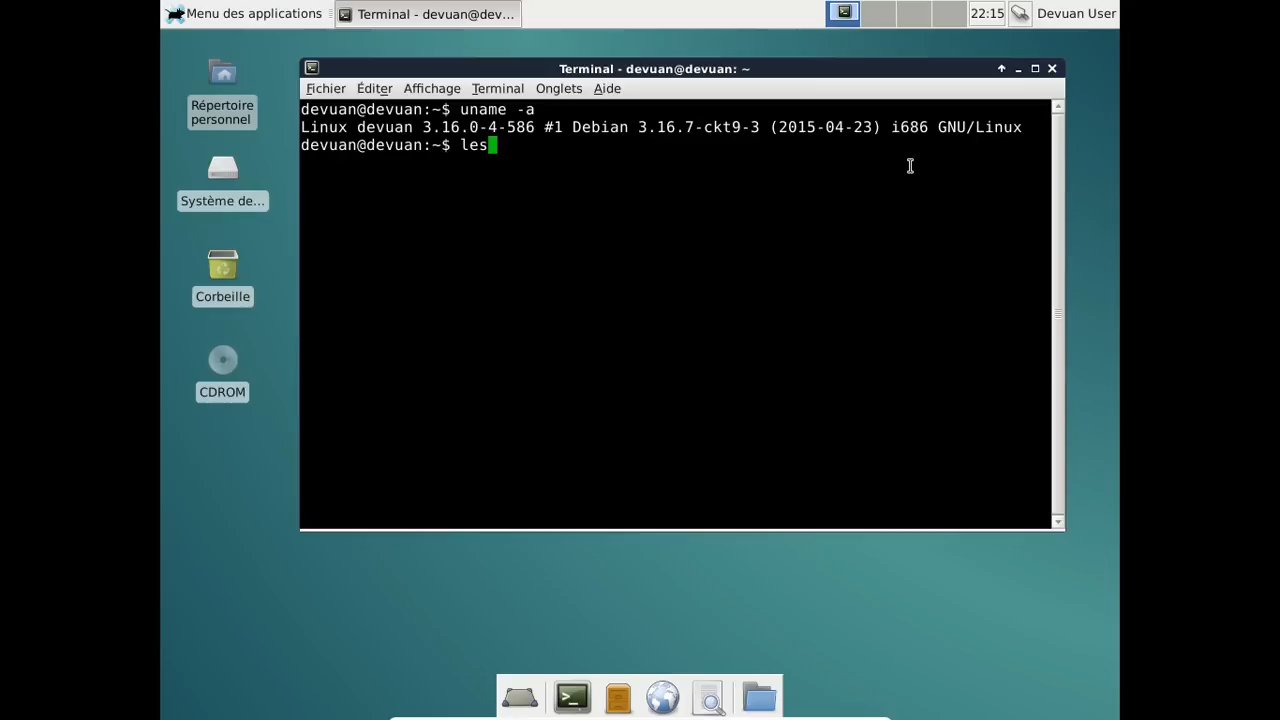 Menu des applications
Terminal - devuan@dev...
22:15
Devuan User
Répertoire
personnel
Système de...
Corbeille
CDROM
Terminal - devuan@devuan: ~
Fichier Éditer Affichage Terminal Onglets Aide
devuan@devuan:~$ uname -a
Linux devuan 3.16.0-4-586 #1 Debian 3.16.7-ckt9-3 (2015-04-23) i686 GNU/Linux
devuan@devuan:~$ les